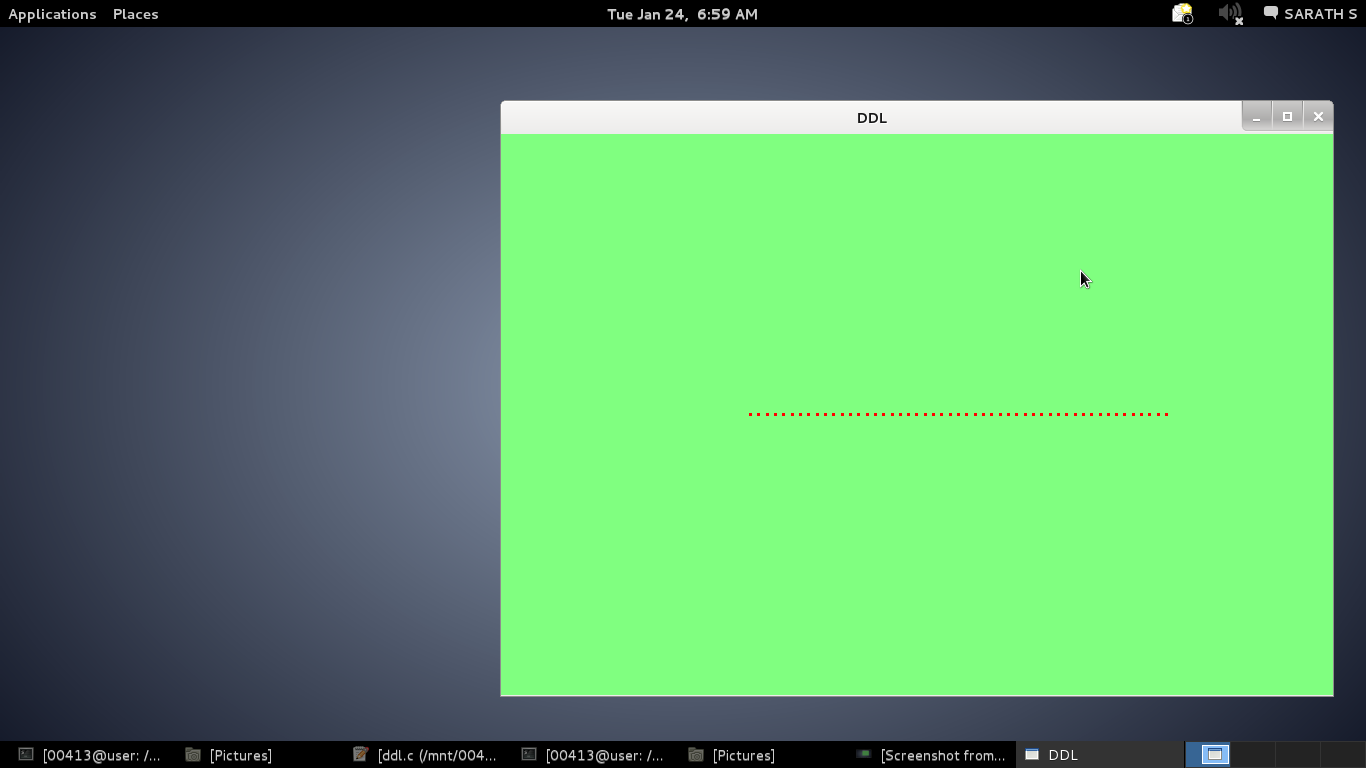 Applications Places Tue Jan 24, 6:59 AM 1 SARATH S
DDL
[00413@user: /... [Pictures] [ddl.c (/mnt/004... [00413@user: /... [Pictures] [Screenshot from... DDL